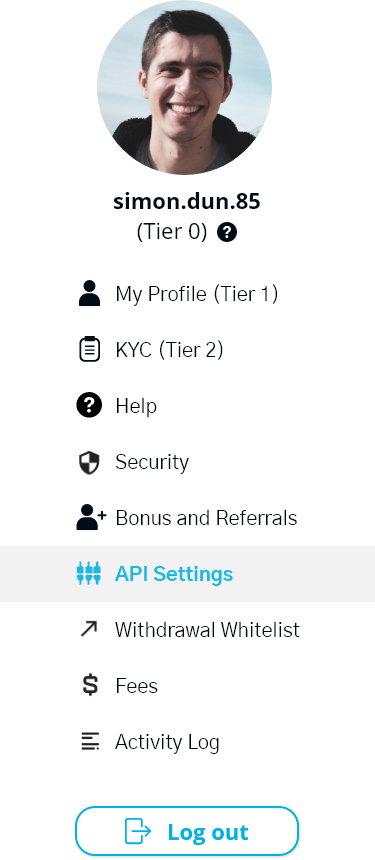 simon.dun.85
(Tier 0) ?
My Profile (Tier 1)
KYC (Tier 2)
? Help
Security
Bonus and Referrals
API Settings
Withdrawal Whitelist
$ Fees
Activity Log
Log out